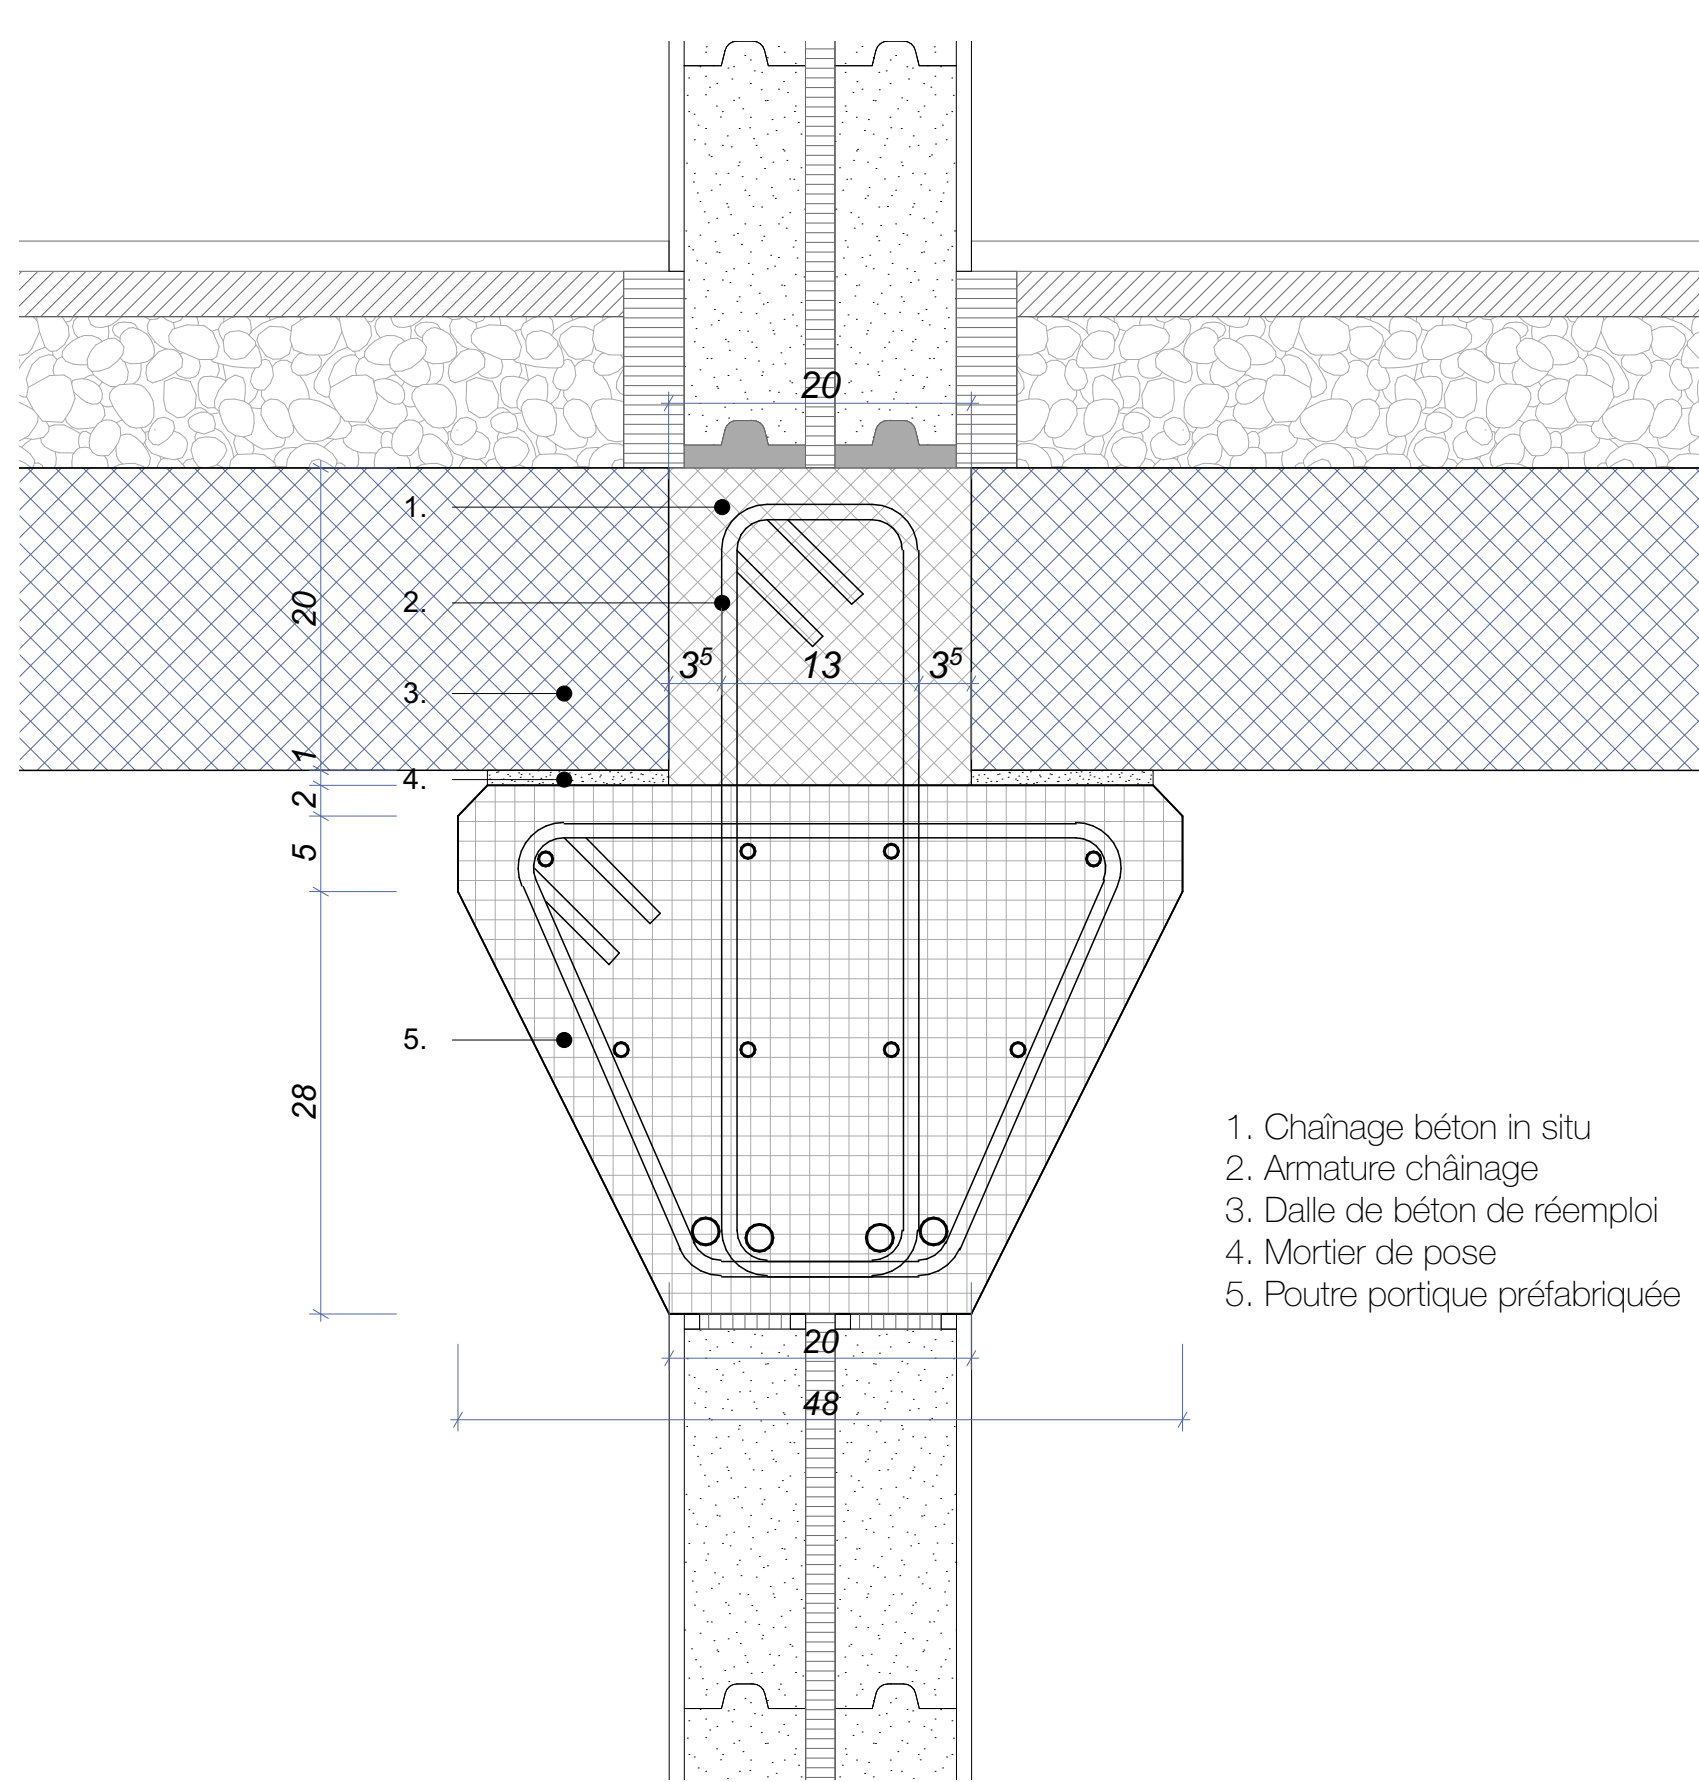 20
1.
2.
20
3⁵ 13 3⁵
3.
1
4.
2
5
5.
28
1. Chaînage béton in situ
2. Armature châinage
3. Dalle de béton de réemploi
4. Mortier de pose
5. Poutre portique préfabriquée
20
48